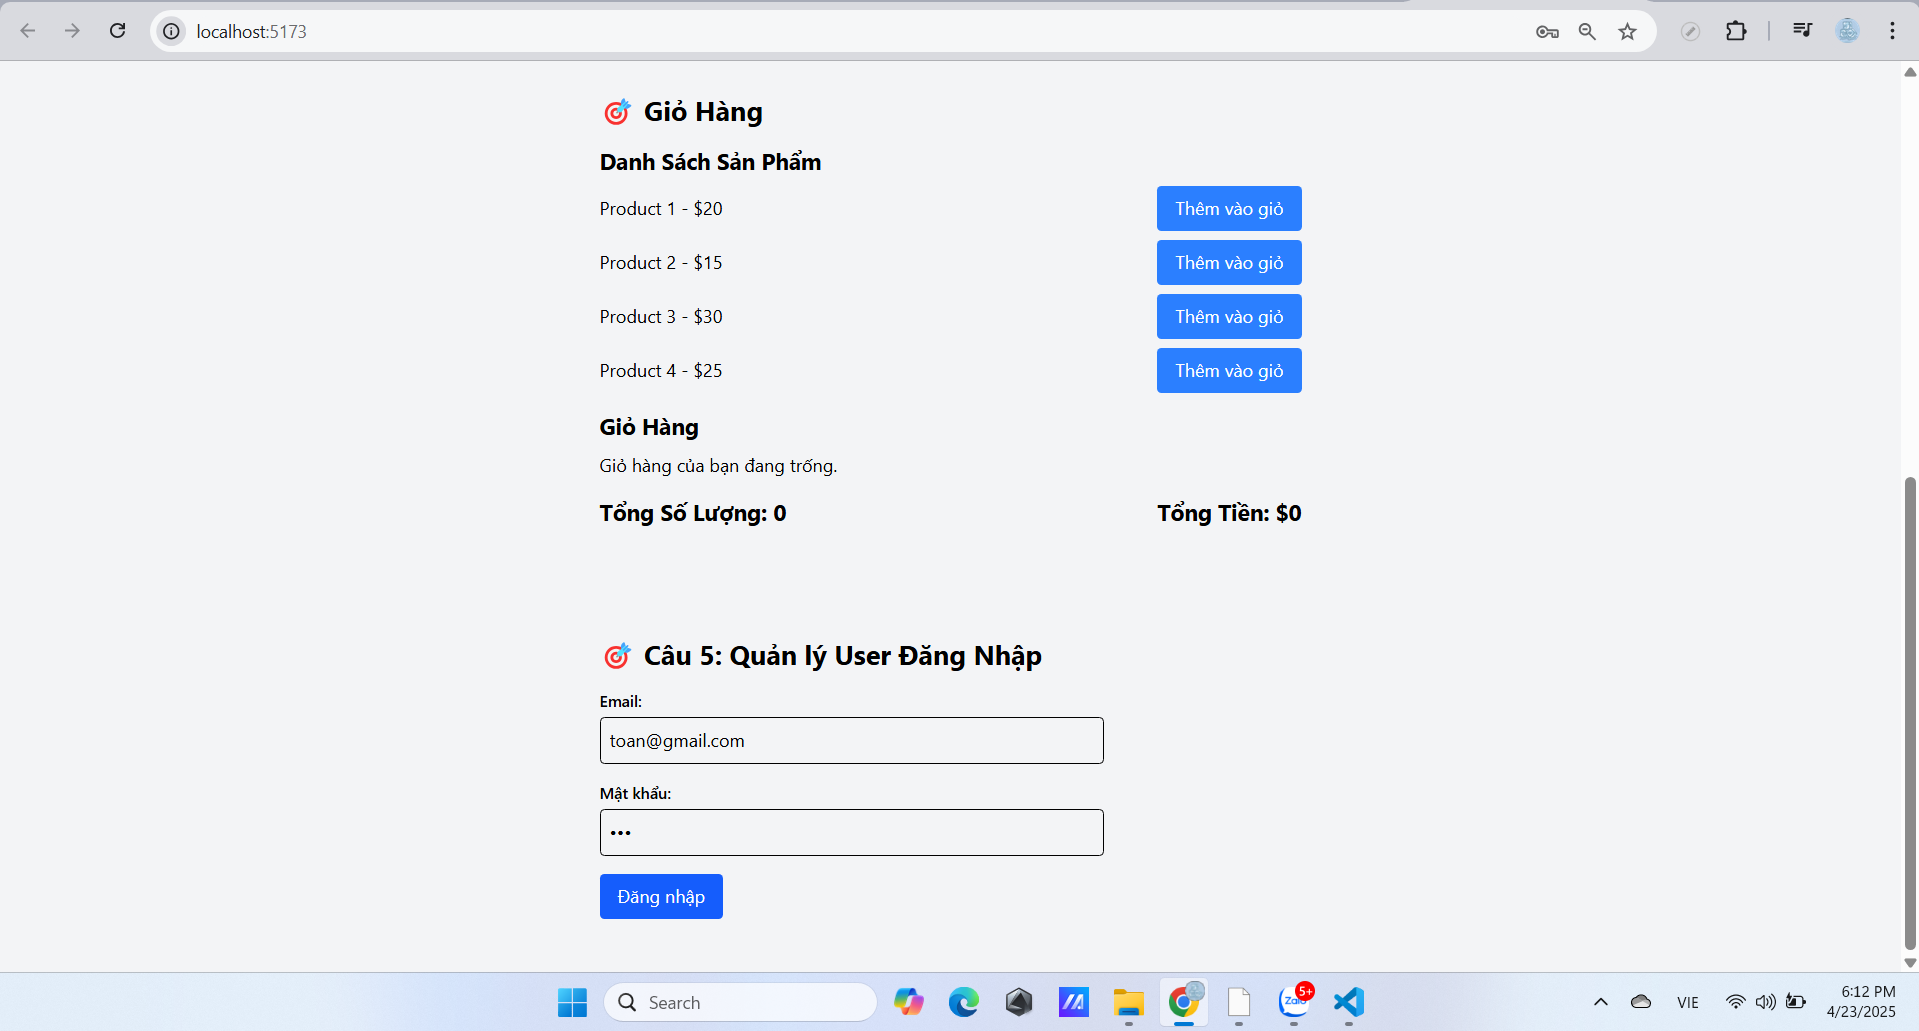 localhost:5173
Giỏ Hàng
Danh Sách Sản Phẩm
Product 1 - $20
Thêm vào giỏ
Product 2 - $15
Thêm vào giỏ
Product 3 - $30
Thêm vào giỏ
Product 4 - $25
Thêm vào giỏ
Giỏ Hàng
Giỏ hàng của bạn đang trống.
Tổng Số Lượng: 0
Tổng Tiền: $0
Câu 5: Quản lý User Đăng Nhập
Email:
toan@gmail.com
Mật khẩu:
•••
Đăng nhập
Search
Zalo
5+
VIE
6:12 PM
4/23/2025